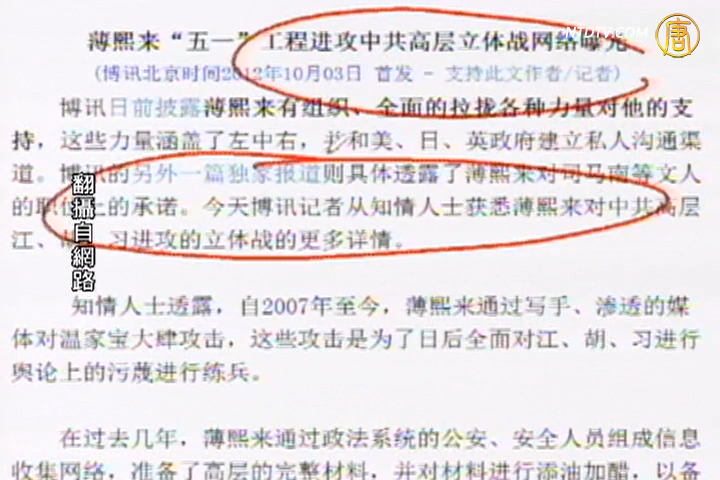 NTDTV.COM
唐
薄熙来“五一”工程进攻中共高层立体战网络曝光
(博讯北京时间2012年10月03日 首发 - 支持此文作者/记者)
博讯日前披露薄熙来有组织、全面的拉拢各种力量对他的支
持，这些力量涵盖了左中右，并和美、日、英政府建立私人沟通渠
道。博讯的另外一篇独家报道则具体透露了薄熙来对司马南等文人
的职位上的承诺。今天博讯记者从知情人士获悉薄熙来对中共高层
江、胡、习进攻的立体战的更多详情。
翻攝自網路
知情人士透露，自2007年至今，薄熙来通过写手、渗透的媒
体对温家宝大肆攻击，这些攻击是为了日后全面对江、胡、习进行
舆论上的污蔑进行练兵。
在过去几年，薄熙来通过政法系统的公安、安全人员组成信息
收集网络，准备了高层的完整材料，并对材料进行添油加醋，以备